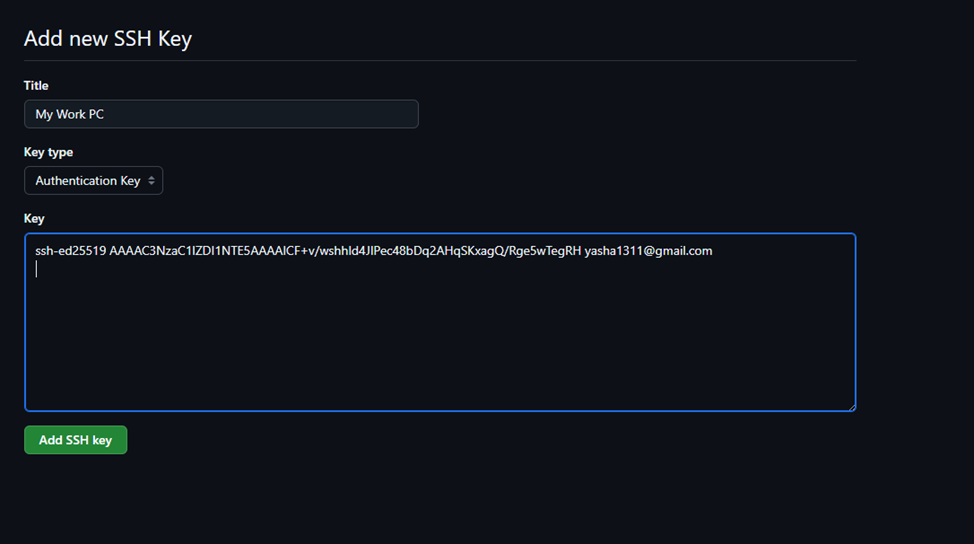 Add new SSH Key
Title
My Work PC
Key type
Authentication Key
Key
ssh-ed25519 AAAAC3NzaC1lZDI1NTE5AAAAICF+v/wshhId4JIPec48bDq2AHqSKxagQ/Rge5wTegRH yasha1311@gmail.com
Add SSH key